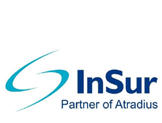 InSur
Partner of Atradius